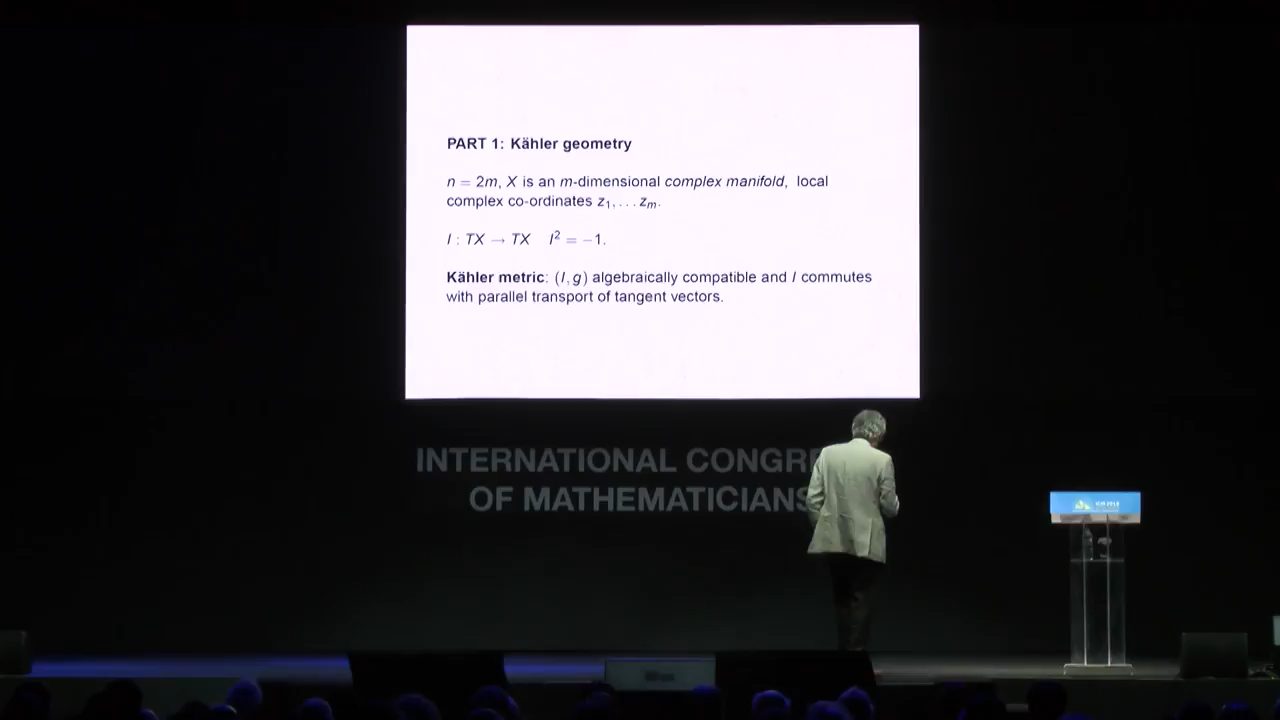 PART 1: Kähler geometry
n = 2m, X is an m-dimensional complex manifold, local
complex co-ordinates z₁, . . . zₘ.
I : TX → TX I² = −1.
Kähler metric: (I, g) algebraically compatible and I commutes
with parallel transport of tangent vectors.
INTERNATIONAL
OF MATHEMATICIANS